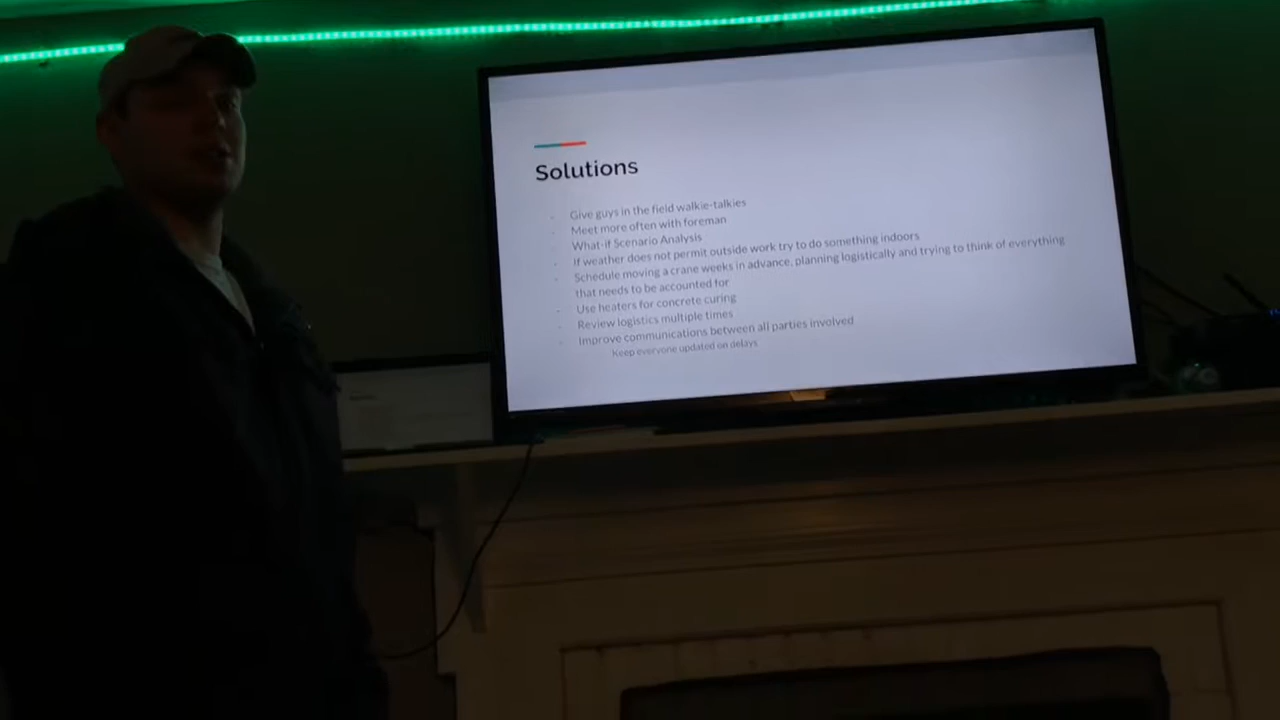 Solutions
Give guys in the field walkie-talkies
Meet more often with foreman
What-if Scenario Analysis
If weather does not permit outside work try to do something indoors
Schedule moving a crane weeks in advance, planning logistically and trying to think of everything
that needs to be accounted for
Use heaters for concrete curing
Review logistics multiple times
Improve communications between all parties involved
Keep everyone updated on delays